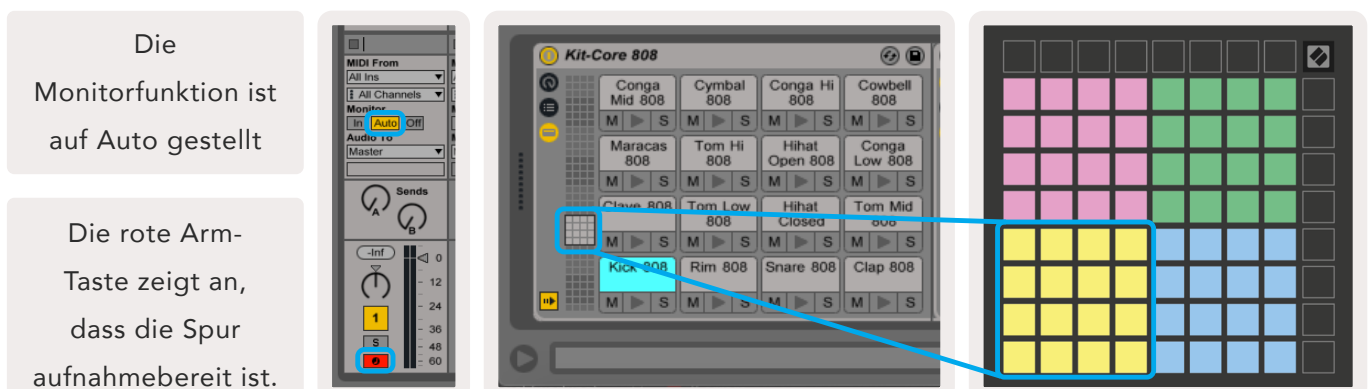 Die
Monitorfunktion ist
auf Auto gestellt
Die rote Arm-
Taste zeigt an,
dass die Spur
aufnahmebereit ist.
MIDI From
All Ins
All Channels
Monitor
In Auto Off
Audio To
Master
Sends
A
B
-Inf 0
12
24
1
36
S
48
60
Kit-Core 808
Conga
Mid 808
Cymbal
808
Conga Hi
808
Cowbell
808
M S M S M S M S
Maracas
808
Tom Hi
808
Hihat
Open 808
Conga
Low 808
M S M S M S M S
Clave 808
Tom Low
808
Hihat
Closed
Tom Mid
808
M S M S M S M S
Kick 808
Rim 808
Snare 808
Clap 808
M S M S M S M S